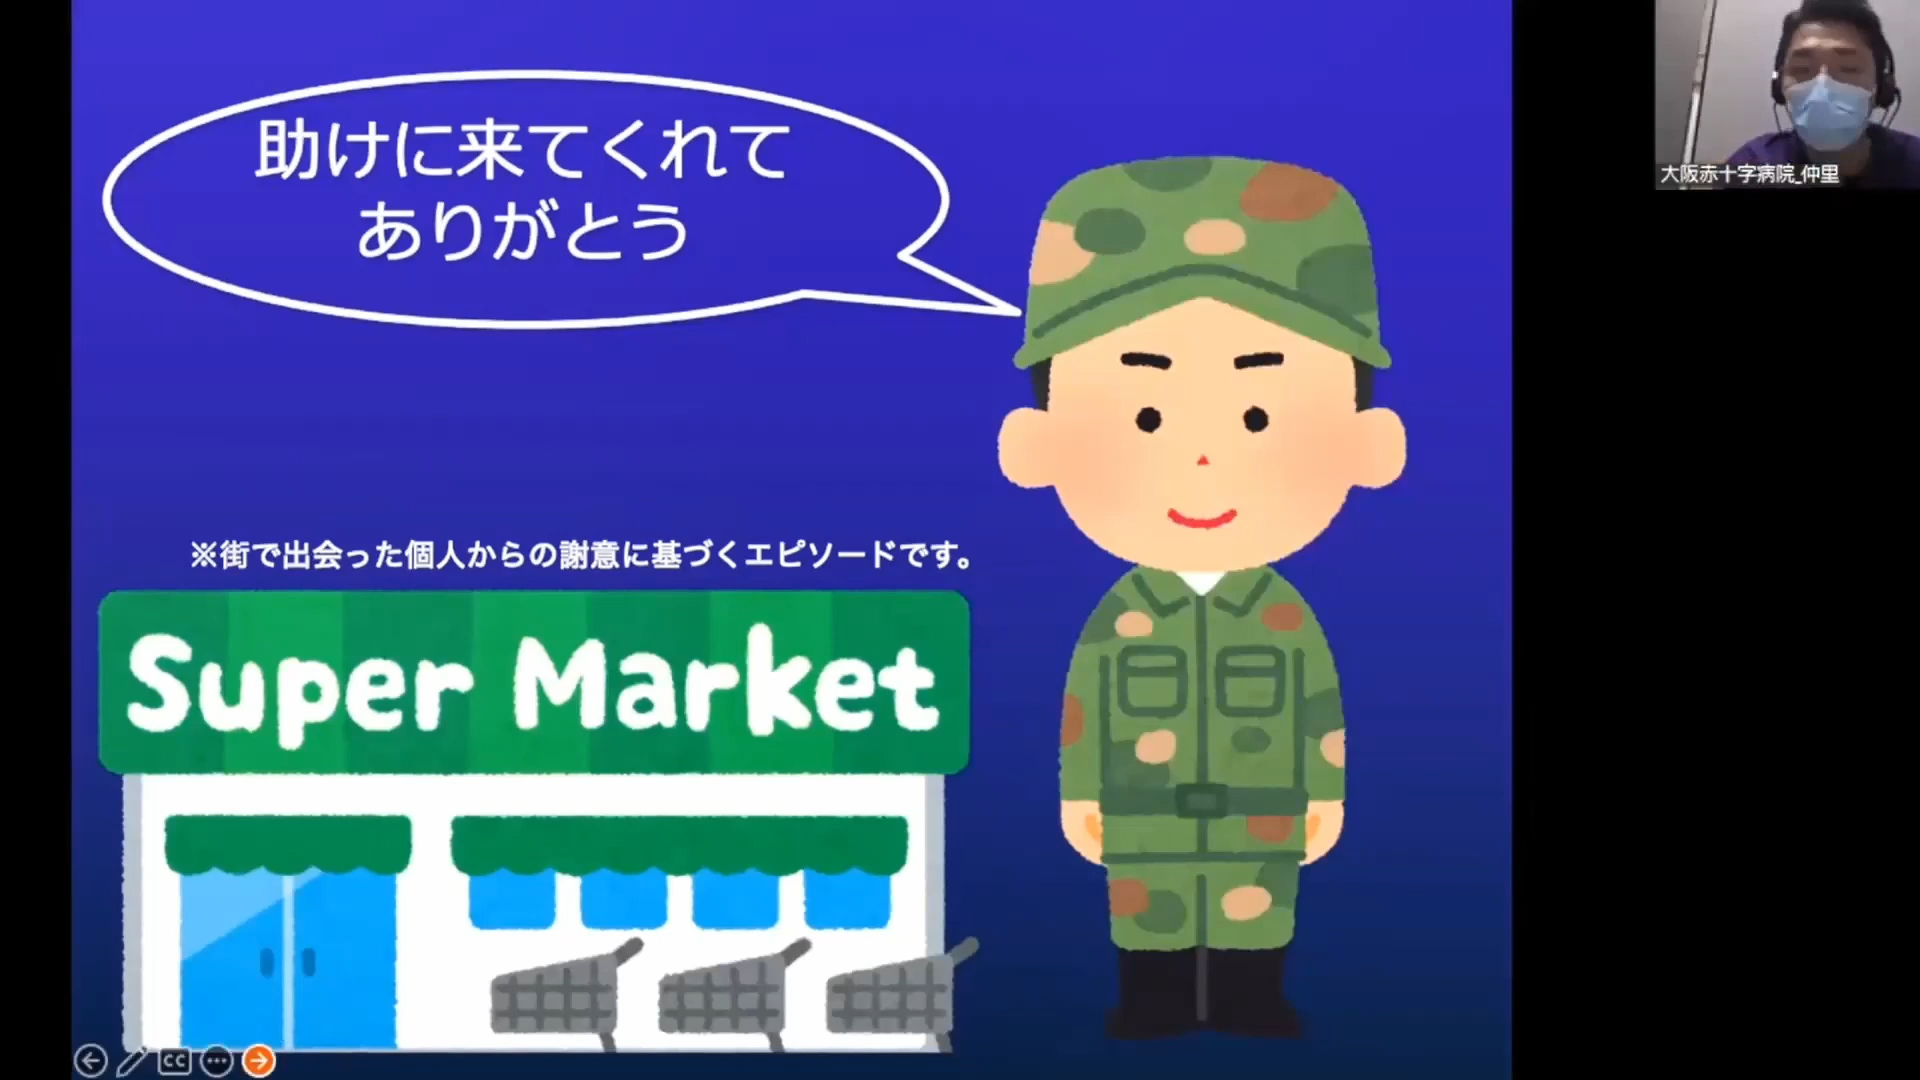 助けに来てくれて
ありがとう
大阪赤十字病院_仲里
※街で出会った個人からの謝意に基づくエピソードです。
Super Market
CC